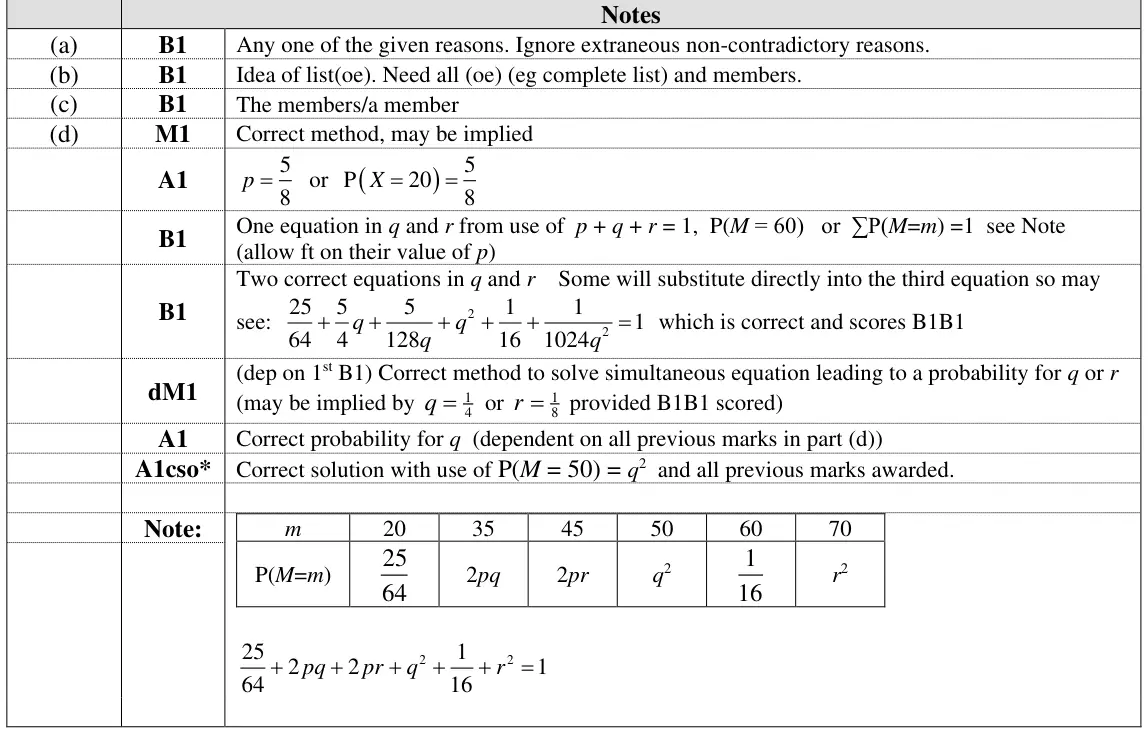 Notes
(a) B1 Any one of the given reasons. Ignore extraneous non-contradictory reasons.
(b) B1 Idea of list(oe). Need all (oe) (eg complete list) and members.
(c) B1 The members/a member
(d) M1 Correct method, may be implied
A1 p = 5/8 or P(X = 20) = 5/8
B1 One equation in q and r from use of p + q + r = 1, P(M = 60) or ∑P(M=m) =1 see Note
(allow ft on their value of p)
B1 Two correct equations in q and r Some will substitute directly into the third equation so may
see: 25/64 + 5/4 q + 5/(128q) + q² + 1/16 + 1/(1024q²) = 1 which is correct and scores B1B1
dM1 (dep on 1st B1) Correct method to solve simultaneous equation leading to a probability for q or r
(may be implied by q = 1/4 or r = 1/8 provided B1B1 scored)
A1 Correct probability for q (dependent on all previous marks in part (d))
A1cso* Correct solution with use of P(M = 50) = q² and all previous marks awarded.
Note: m 20 35 45 50 60 70
P(M=m) 25/64 2pq 2pr q² 1/16 r²
25/64 + 2pq + 2pr + q² + 1/16 + r² = 1